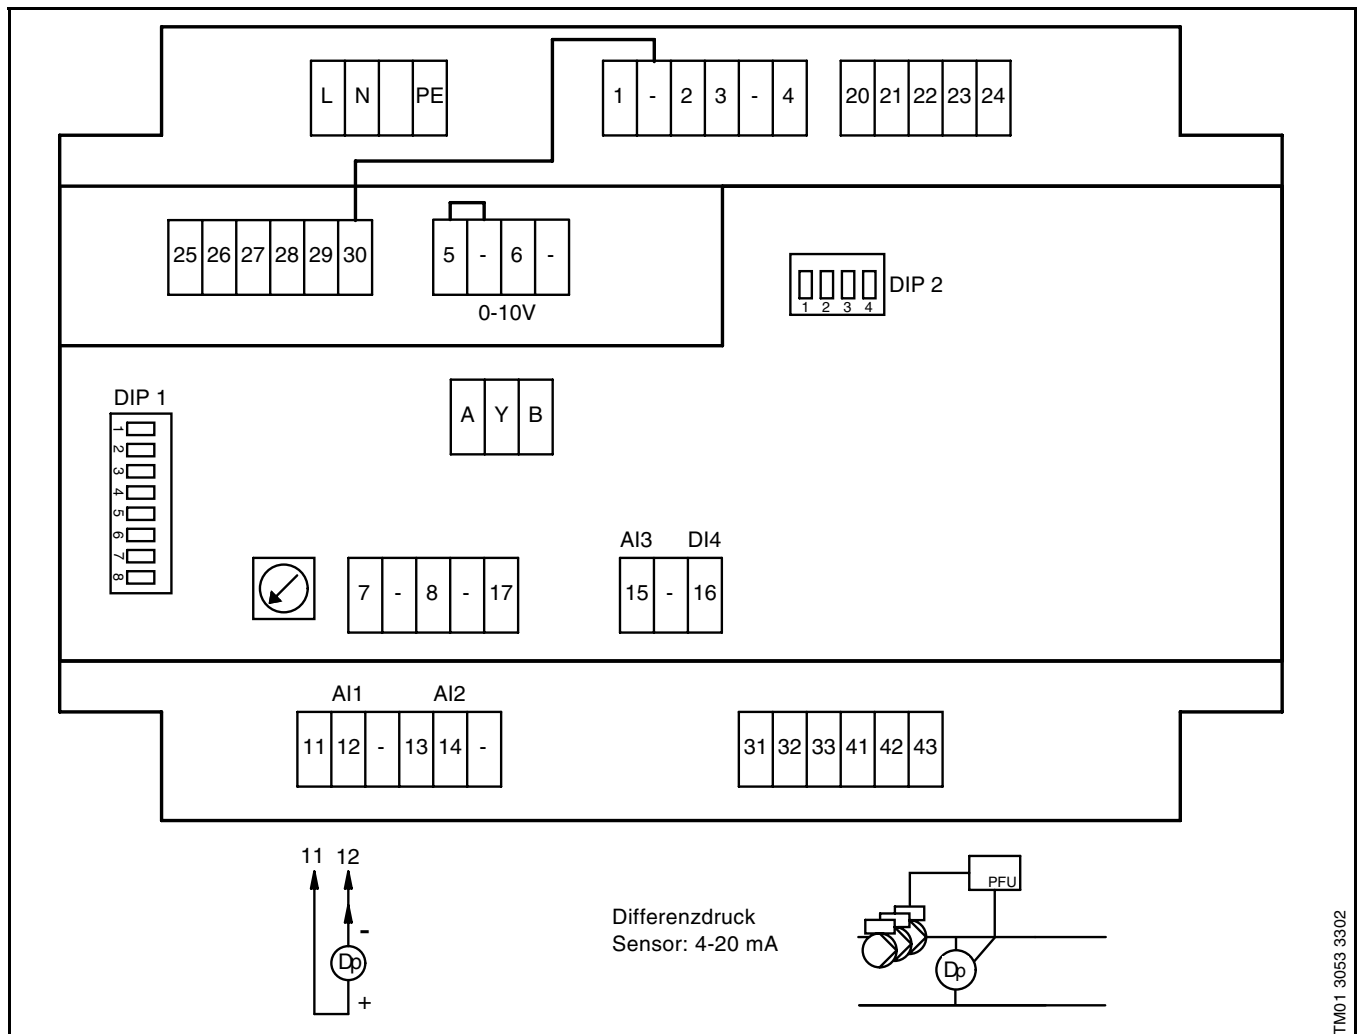 L N PE
1 - 2 3 - 4
20 21 22 23 24
25 26 27 28 29 30
5 - 6 -
0-10V
DIP 2
1 2 3 4
DIP 1
1
2
3
4
5
6
7
8
A Y B
7 - 8 - 17
AI3 DI4
15 - 16
AI1 AI2
11 12 - 13 14 -
31 32 33 41 42 43
11 12
-
Dp
+
Differenzdruck
Sensor: 4-20 mA
PFU
Dp
TM01 3053 3302